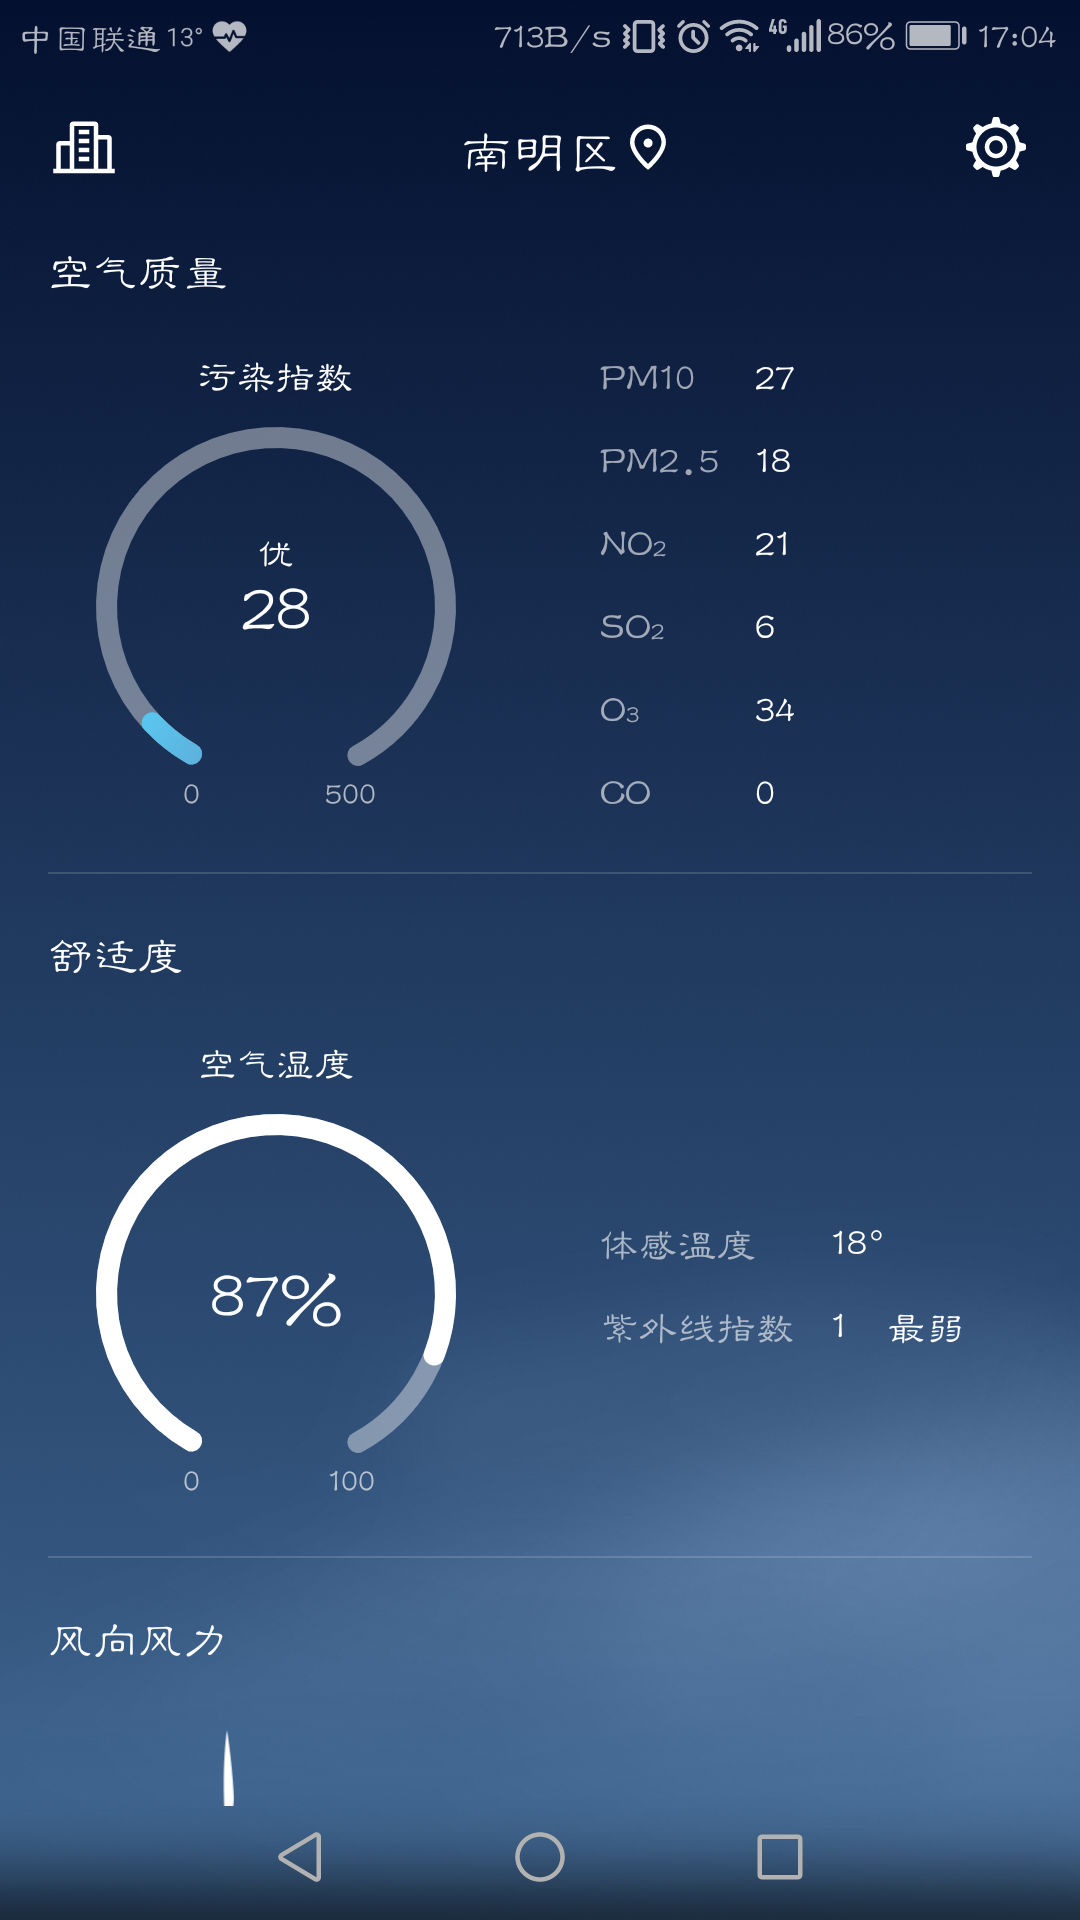 中国联通 13° 713B/s 4G 86% 17:04
南明区
空气质量
污染指数
优
28
0 500
PM10 27
PM2.5 18
NO₂ 21
SO₂ 6
O₃ 34
CO 0
舒适度
空气湿度
87%
0 100
体感温度 18°
紫外线指数 1 最弱
风向风力